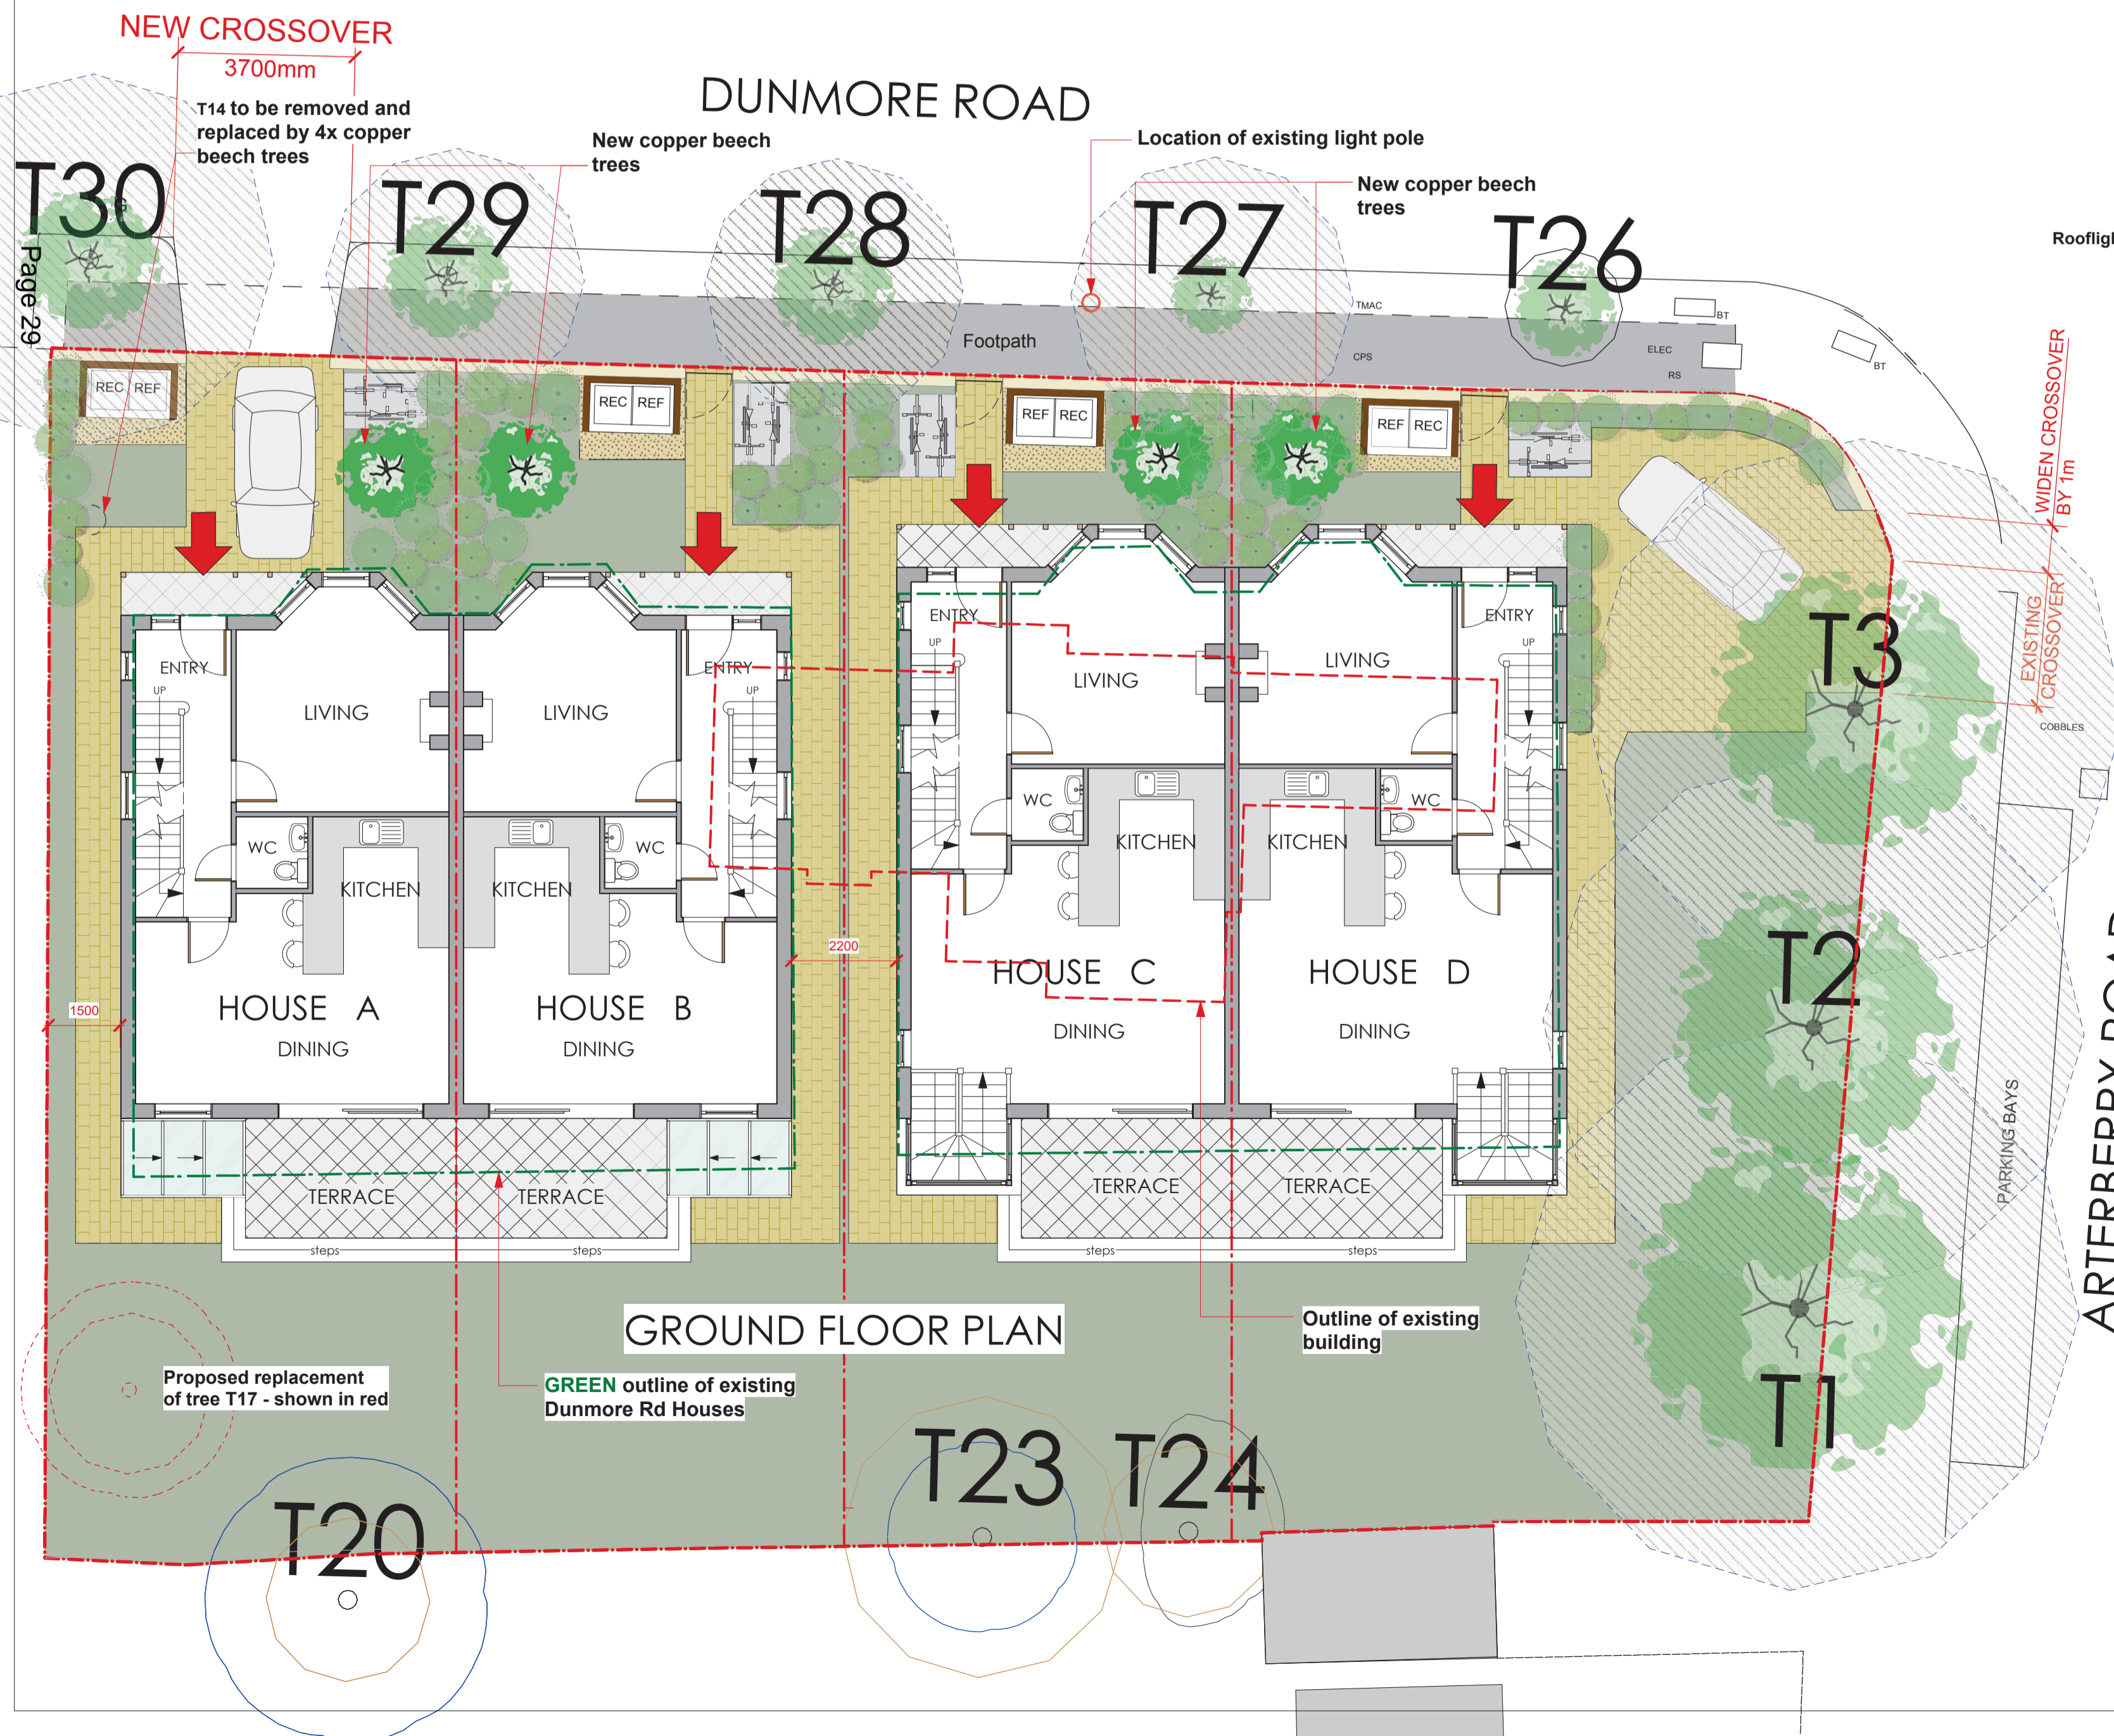 NEW CROSSOVER
3700mm
T14 to be removed and
replaced by 4x copper
beech trees
DUNMORE ROAD
New copper beech
trees
Location of existing light pole
New copper beech
trees
T30
T29
T28
T27
T26
Page 29
TMAC
BT
Footpath
CPS
ELEC
RS
BT
WIDEN CROSSOVER
BY 1m
REC
REF
REC
REF
REF
REC
REF
REC
EXISTING
CROSSOVER
T3
COBBLES
ENTRY
UP
LIVING
LIVING
ENTRY
UP
ENTRY
UP
LIVING
LIVING
ENTRY
UP
WC
KITCHEN
KITCHEN
WC
WC
KITCHEN
KITCHEN
WC
2200
1500
HOUSE A
DINING
HOUSE B
DINING
HOUSE C
DINING
HOUSE D
DINING
T2
PARKING BAYS
ARTERBERRY ROAD
TERRACE
TERRACE
TERRACE
TERRACE
steps
steps
steps
steps
GROUND FLOOR PLAN
Outline of existing
building
Proposed replacement
of tree T17 - shown in red
GREEN outline of existing
Dunmore Rd Houses
T1
T20
T23
T24